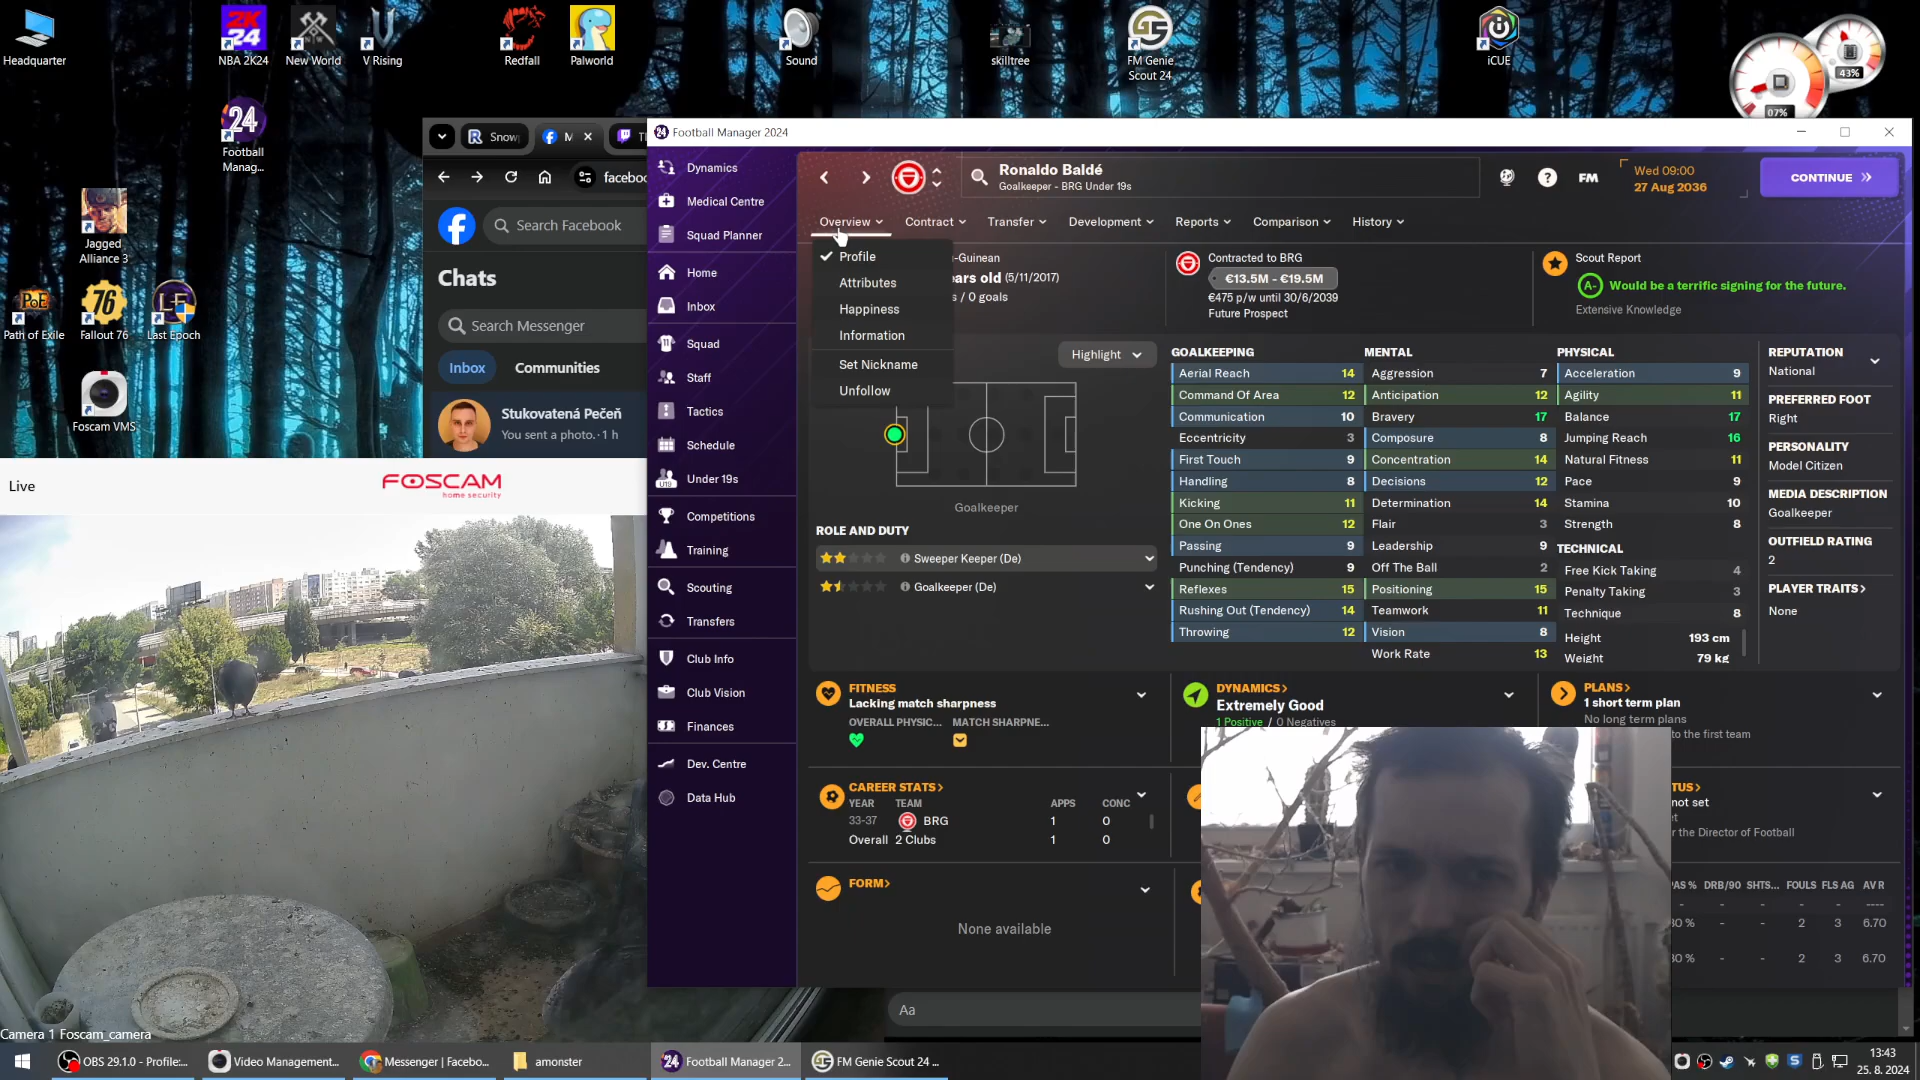 Headquarter
NBA 2K24
New World
V Rising
Redfall
Palworld
Sound
skilltree
FM Genie
Scout 24
iCUE
43%
07%
Football
Manag...
Jagged
Alliance 3
Path of Exile
Fallout 76
Last Epoch
Foscam VMS
Snow
M
faceboo
Search Facebook
Chats
Search Messenger
Inbox
Communities
Stukovatená Pečeň
You sent a photo. · 1 h
Live
FOSCAM
home security
Camera 1 Foscam_camera
Football Manager 2024
Dynamics
Medical Centre
Squad Planner
Home
Inbox
Squad
Staff
Tactics
Schedule
Under 19s
Competitions
Training
Scouting
Transfers
Club Info
Club Vision
Finances
Dev. Centre
Data Hub
Ronaldo Baldé
Goalkeeper - BRG Under 19s
FM
Wed 09:00
27 Aug 2036
CONTINUE
Overview
Contract
Transfer
Development
Reports
Comparison
History
Profile
Attributes
Happiness
Information
Set Nickname
Unfollow
-Guinean
ears old (5/11/2017)
s / 0 goals
Contracted to BRG
€13.5M - €19.5M
€475 p/w until 30/6/2039
Future Prospect
Scout Report
A- Would be a terrific signing for the future.
Extensive Knowledge
Highlight
Goalkeeper
ROLE AND DUTY
Sweeper Keeper (De)
Goalkeeper (De)
GOALKEEPING
Aerial Reach 14
Command Of Area 12
Communication 10
Eccentricity 3
First Touch 9
Handling 8
Kicking 11
One On Ones 12
Passing 9
Punching (Tendency) 9
Reflexes 15
Rushing Out (Tendency) 14
Throwing 12
MENTAL
Aggression 7
Anticipation 12
Bravery 17
Composure 8
Concentration 14
Decisions 12
Determination 14
Flair 3
Leadership 9
Off The Ball 2
Positioning 15
Teamwork 11
Vision 8
Work Rate 13
PHYSICAL
Acceleration 9
Agility 11
Balance 17
Jumping Reach 16
Natural Fitness 11
Pace 9
Stamina 10
Strength 8
TECHNICAL
Free Kick Taking 4
Penalty Taking 3
Technique 8
Height 193 cm
Weight 79 kg
REPUTATION
National
PREFERRED FOOT
Right
PERSONALITY
Model Citizen
MEDIA DESCRIPTION
Goalkeeper
OUTFIELD RATING
2
PLAYER TRAITS
None
FITNESS
Lacking match sharpness
OVERALL PHYSIC... MATCH SHARPNE...
DYNAMICS
Extremely Good
1 Positive / 0 Negatives
PLANS
1 short term plan
No long term plans
to the first team
CAREER STATS
YEAR TEAM APPS CONC
33-37 BRG 1 0
Overall 2 Clubs 1 0
TUS
not set
et
r the Director of Football
FORM
None available
PAS % DRB/90 SHTS... FOULS FLS AG AV R
- - - - - ----
80 % - - 2 3 6.70
80 % - - 2 3 6.70
Aa
OBS 29.1.0 - Profile:...
Video Management...
Messenger | Facebo...
amonster
Football Manager 2...
FM Genie Scout 24 ...
13:43
25. 8. 2024